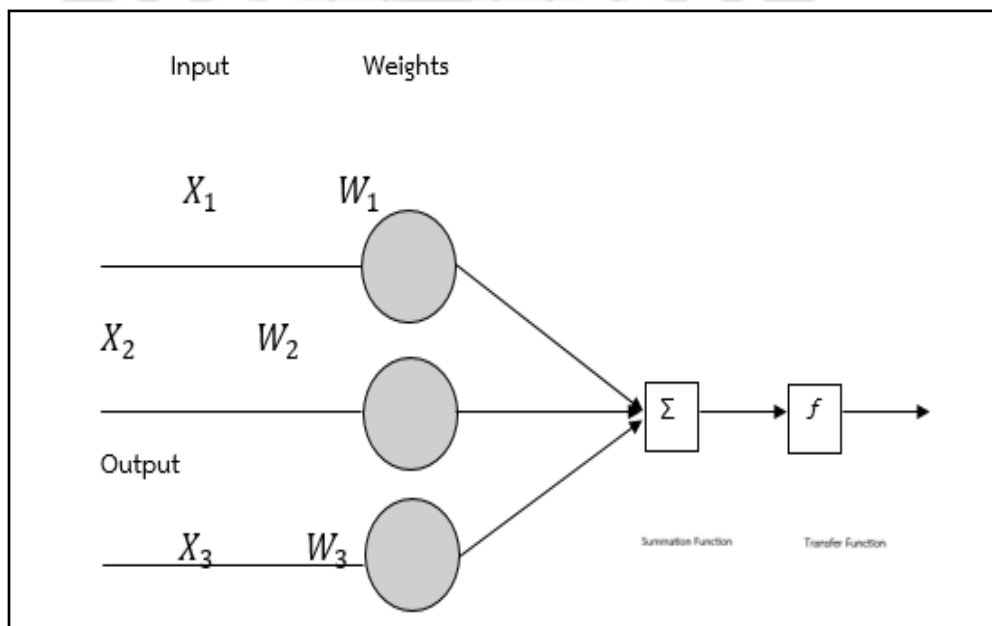 Input Weights
X₁ W₁
X₂ W₂
Σ f
Output
X₃ W₃
Summation Function Transfer Function